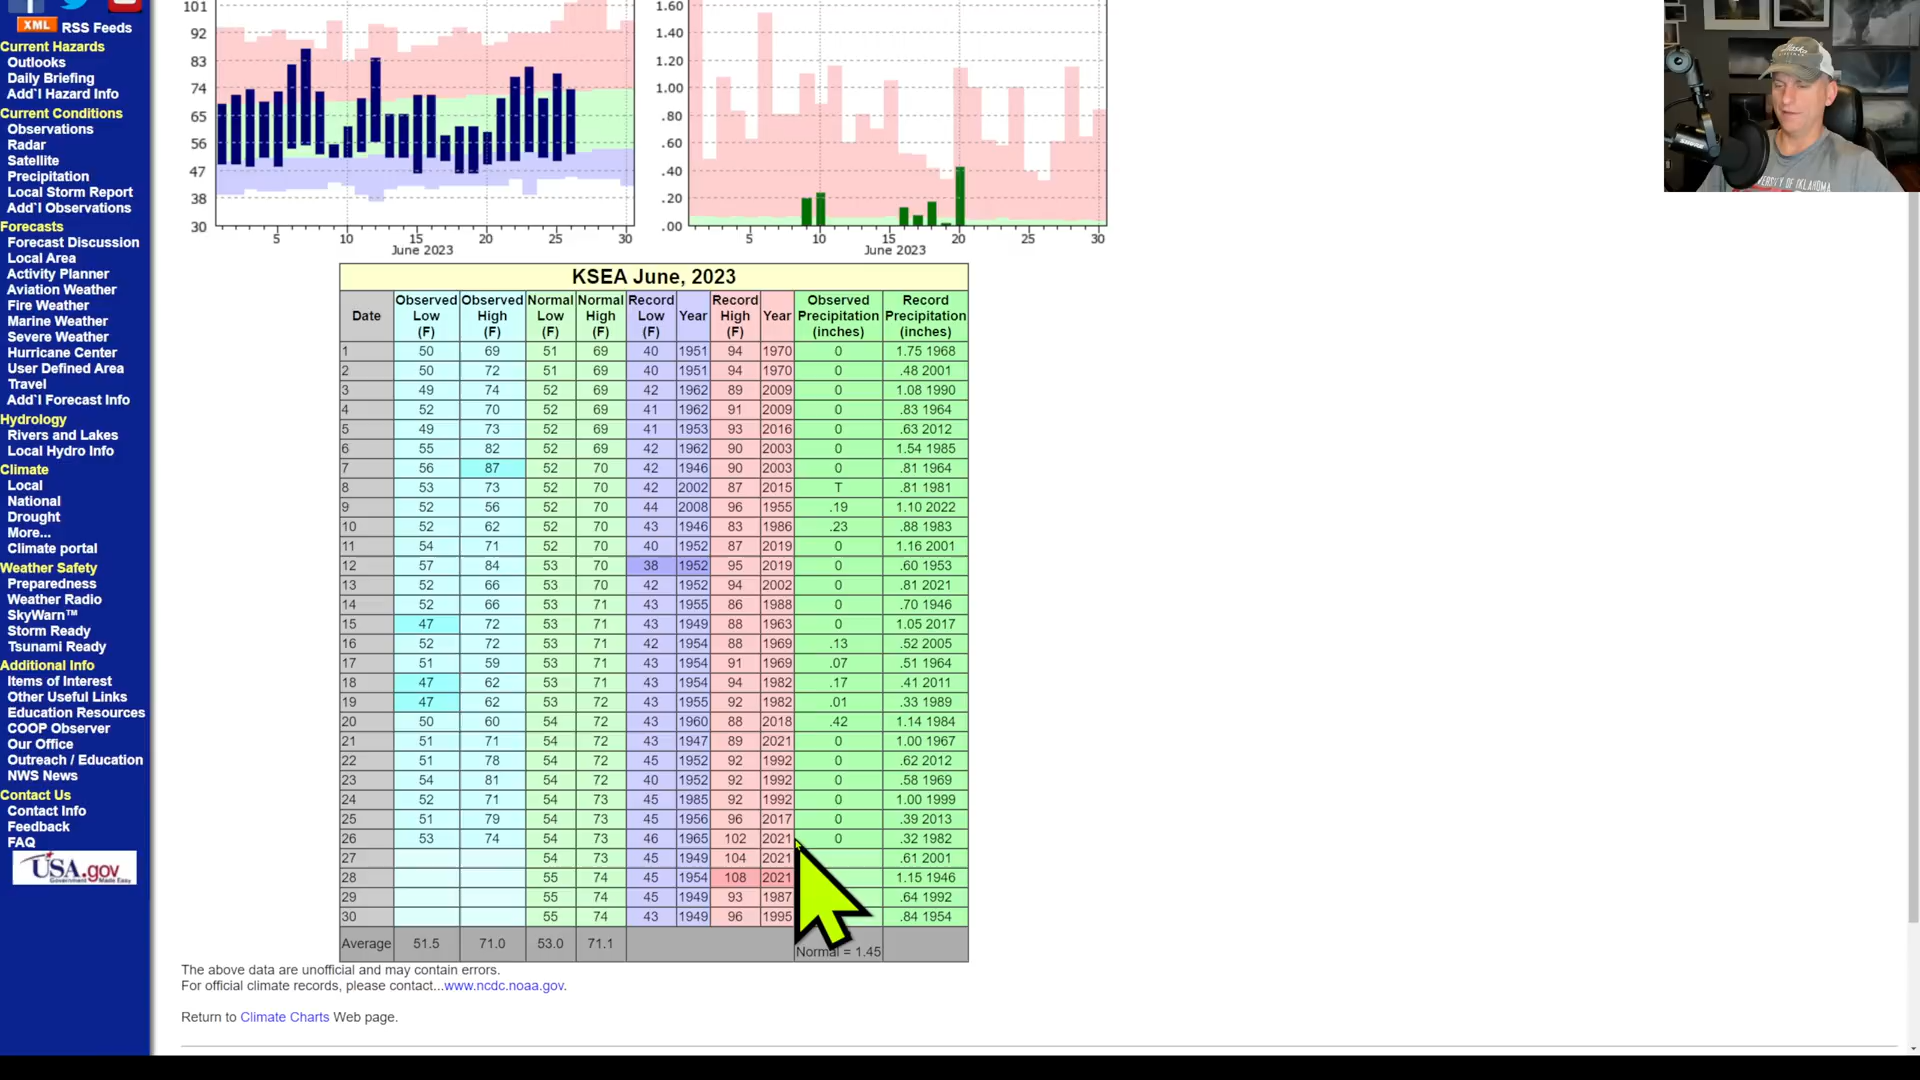 XML RSS Feeds
Current Hazards
Outlooks
Daily Briefing
Add`l Hazard Info
Current Conditions
Observations
Radar
Satellite
Precipitation
Local Storm Report
Add`l Observations
Forecasts
Forecast Discussion
Local Area
Activity Planner
Aviation Weather
Fire Weather
Marine Weather
Severe Weather
Hurricane Center
User Defined Area
Travel
Add`l Forecast Info
Hydrology
Rivers and Lakes
Local Hydro Info
Climate
Local
National
Drought
More...
Climate portal
Weather Safety
Preparedness
Weather Radio
SkyWarn™
Storm Ready
Tsunami Ready
Additional Info
Items of Interest
Other Useful Links
Education Resources
COOP Observer
Our Office
Outreach / Education
NWS News
Contact Us
Contact Info
Feedback
FAQ
USA.gov
101
92
83
74
65
56
47
38
30
5 10 15 20 25 30
June 2023
1.60
1.40
1.20
1.00
.80
.60
.40
.20
.00
5 10 15 20 25 30
June 2023
KSEA June, 2023
Date Observed Low (F) Observed High (F) Normal Low (F) Normal High (F) Record Low (F) Year Record High (F) Year Observed Precipitation (inches) Record Precipitation (inches)
1 50 69 51 69 40 1951 94 1970 0 1.75 1968
2 50 72 51 69 40 1951 94 1970 0 .48 2001
3 49 74 52 69 42 1962 89 2009 0 1.08 1990
4 52 70 52 69 41 1962 91 2009 0 .83 1964
5 49 73 52 69 41 1953 93 2016 0 .63 2012
6 55 82 52 69 42 1962 90 2003 0 1.54 1985
7 56 87 52 70 42 1946 90 2003 0 .81 1964
8 53 73 52 70 42 2002 87 2015 T .81 1981
9 52 56 52 70 44 2008 96 1955 .19 1.10 2022
10 52 62 52 70 43 1946 83 1986 .23 .88 1983
11 54 71 52 70 40 1952 87 2019 0 1.16 2001
12 57 84 53 70 38 1952 95 2019 0 .60 1953
13 52 66 53 70 42 1952 94 2002 0 .81 2021
14 52 66 53 71 43 1955 86 1988 0 .70 1946
15 47 72 53 71 43 1949 88 1963 0 1.05 2017
16 52 72 53 71 42 1954 88 1969 .13 .52 2005
17 51 59 53 71 43 1954 91 1969 .07 .51 1964
18 47 62 53 71 43 1954 94 1982 .17 .41 2011
19 47 62 53 72 43 1955 92 1982 .01 .33 1989
20 50 60 54 72 43 1960 88 2018 .42 1.14 1984
21 51 71 54 72 43 1947 89 2021 0 1.00 1967
22 51 78 54 72 45 1952 92 1992 0 .62 2012
23 54 81 54 72 40 1952 92 1992 0 .58 1969
24 52 71 54 73 45 1985 92 1992 0 1.00 1999
25 51 79 54 73 45 1956 96 2017 0 .39 2013
26 53 74 54 73 46 1965 102 2021 0 .32 1982
27 54 73 45 1949 104 2021 .61 2001
28 55 74 45 1954 108 2021 1.15 1946
29 55 74 45 1949 93 1987 .64 1992
30 55 74 43 1949 96 1995 .84 1954
Average 51.5 71.0 53.0 71.1 Normal = 1.45
The above data are unofficial and may contain errors.
For official climate records, please contact...www.ncdc.noaa.gov.
Return to Climate Charts Web page.
Alaska
SHURE
UNIVERSITY OF OKLAHOMA